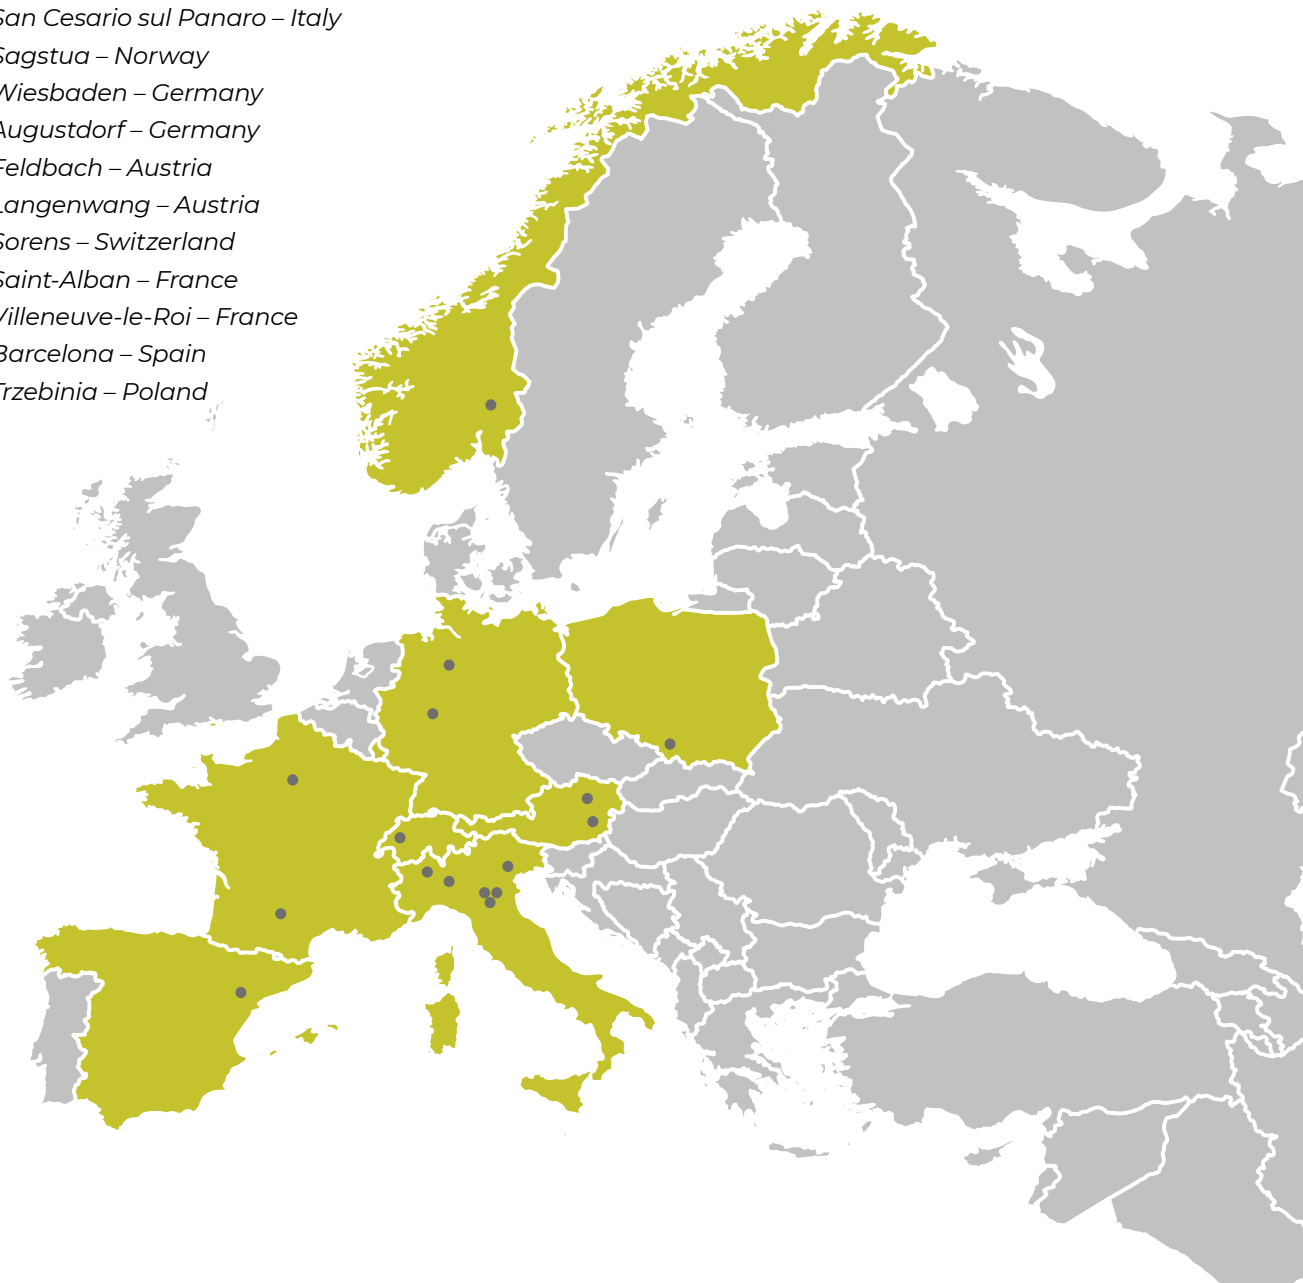 San Cesario sul Panaro – Italy
Sagstua – Norway
Wiesbaden – Germany
Augustdorf – Germany
Feldbach – Austria
Langenwang – Austria
Sorens – Switzerland
Saint-Alban – France
Villeneuve-le-Roi – France
Barcelona – Spain
Trzebinia – Poland